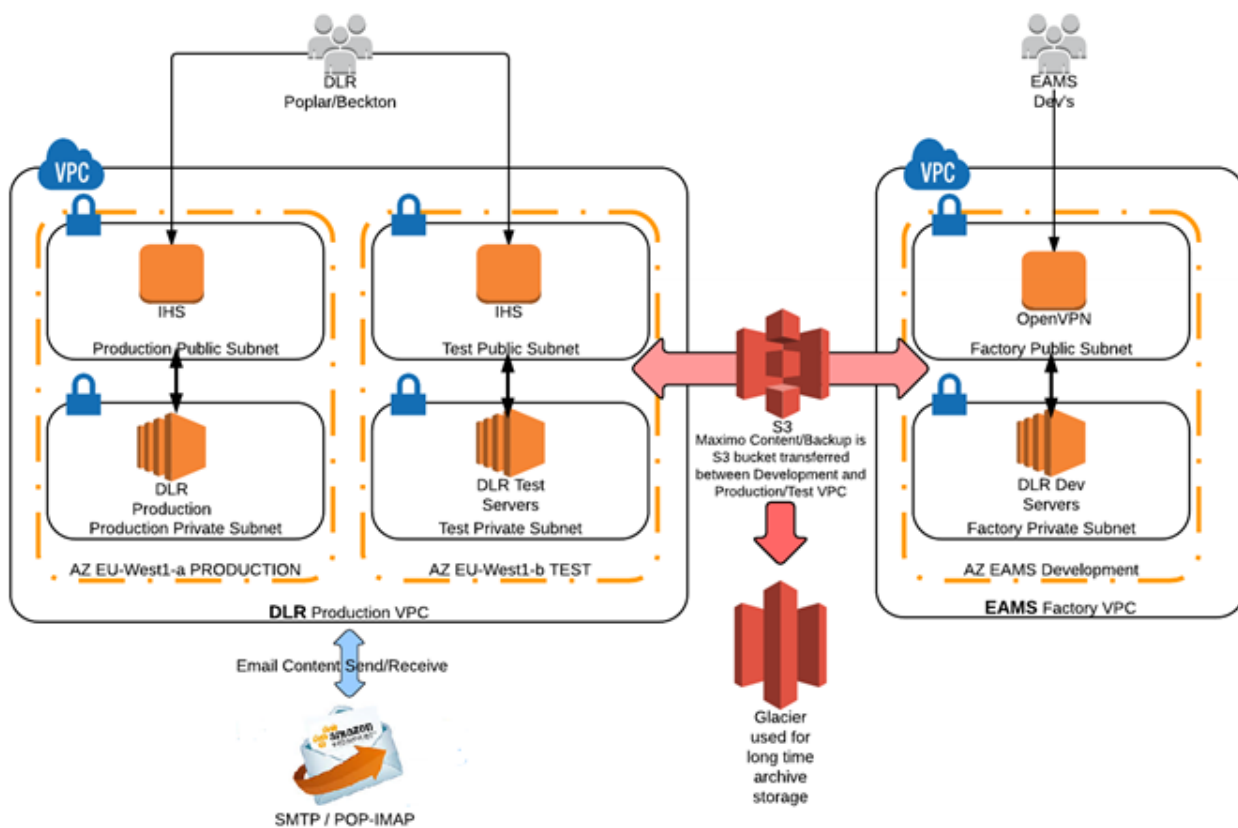 DLR
Poplar/Beckton
EAMS
Dev's
VPC
VPC
IHS
Production Public Subnet
IHS
Test Public Subnet
OpenVPN
Factory Public Subnet
S3
Maximo Content/Backup is
S3 bucket transferred
between Development and
Production/Test VPC
DLR
Production
Production Private Subnet
DLR Test
Servers
Test Private Subnet
DLR Dev
Servers
Factory Private Subnet
AZ EU-West1-a PRODUCTION
AZ EU-West1-b TEST
AZ EAMS Development
DLR Production VPC
EAMS Factory VPC
Email Content Send/Receive
amazon
SMTP / POP-IMAP
Glacier
used for
long time
archive
storage